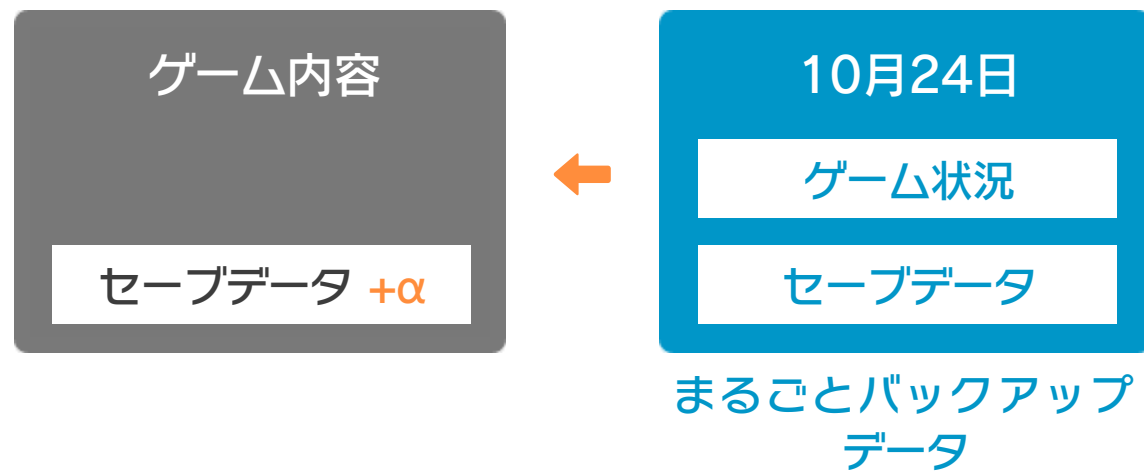 ゲーム内容
セーブデータ +α
10月24日
ゲーム状況
セーブデータ
まるごとバックアップ
データ